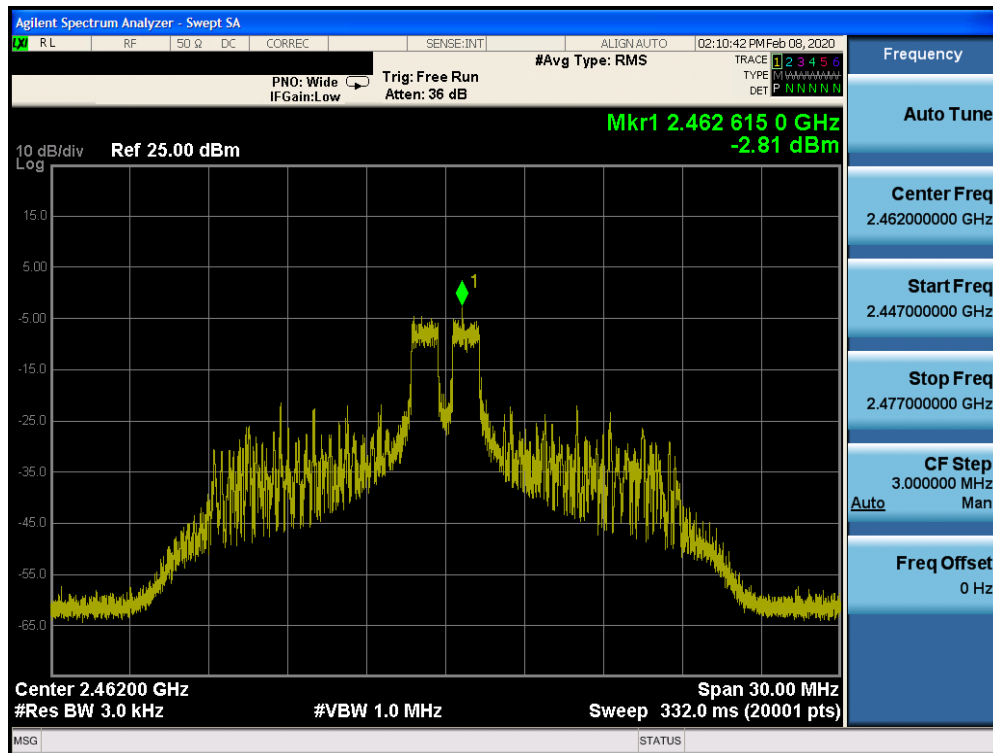 Agilent Spectrum Analyzer - Swept SA
LXI RL RF 50 Ω DC CORREC SENSE:INT ALIGN AUTO 02:10:42 PM Feb 08, 2020
#Avg Type: RMS
TRACE 1 2 3 4 5 6
PNO: Wide
Trig: Free Run
TYPE M
IFGain:Low
Atten: 36 dB
DET P N N N N N
Mkr1 2.462 615 0 GHz
-2.81 dBm
10 dB/div Ref 25.00 dBm
Log
15.0
5.00
1
-5.00
-15.0
-25.0
-35.0
-45.0
-55.0
-65.0
Center 2.46200 GHz Span 30.00 MHz
#Res BW 3.0 kHz #VBW 1.0 MHz Sweep 332.0 ms (20001 pts)
MSG STATUS
Frequency
Auto Tune
Center Freq
2.462000000 GHz
Start Freq
2.447000000 GHz
Stop Freq
2.477000000 GHz
CF Step
3.000000 MHz
Auto Man
Freq Offset
0 Hz